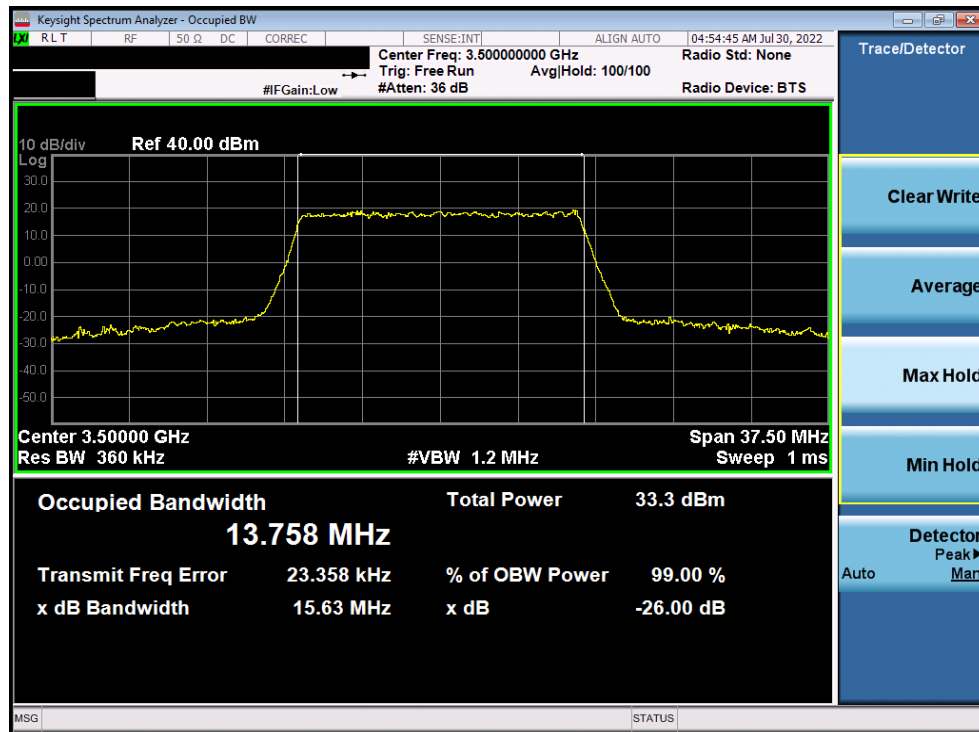 Keysight Spectrum Analyzer - Occupied BW
LXI RLT RF 50 Ω DC CORREC SENSE:INT ALIGN AUTO 04:54:45 AM Jul 30, 2022
Center Freq: 3.500000000 GHz Radio Std: None
Trig: Free Run Avg|Hold: 100/100
#IFGain:Low #Atten: 36 dB Radio Device: BTS
Trace/Detector
10 dB/div Ref 40.00 dBm
Log
30.0
20.0
10.0
0.00
-10.0
-20.0
-30.0
-40.0
-50.0
Center 3.50000 GHz Span 37.50 MHz
Res BW 360 kHz #VBW 1.2 MHz Sweep 1 ms
Occupied Bandwidth Total Power 33.3 dBm
13.758 MHz
Transmit Freq Error 23.358 kHz % of OBW Power 99.00 %
x dB Bandwidth 15.63 MHz x dB -26.00 dB
Clear Write
Average
Max Hold
Min Hold
Detector
Peak
Auto Man
MSG STATUS